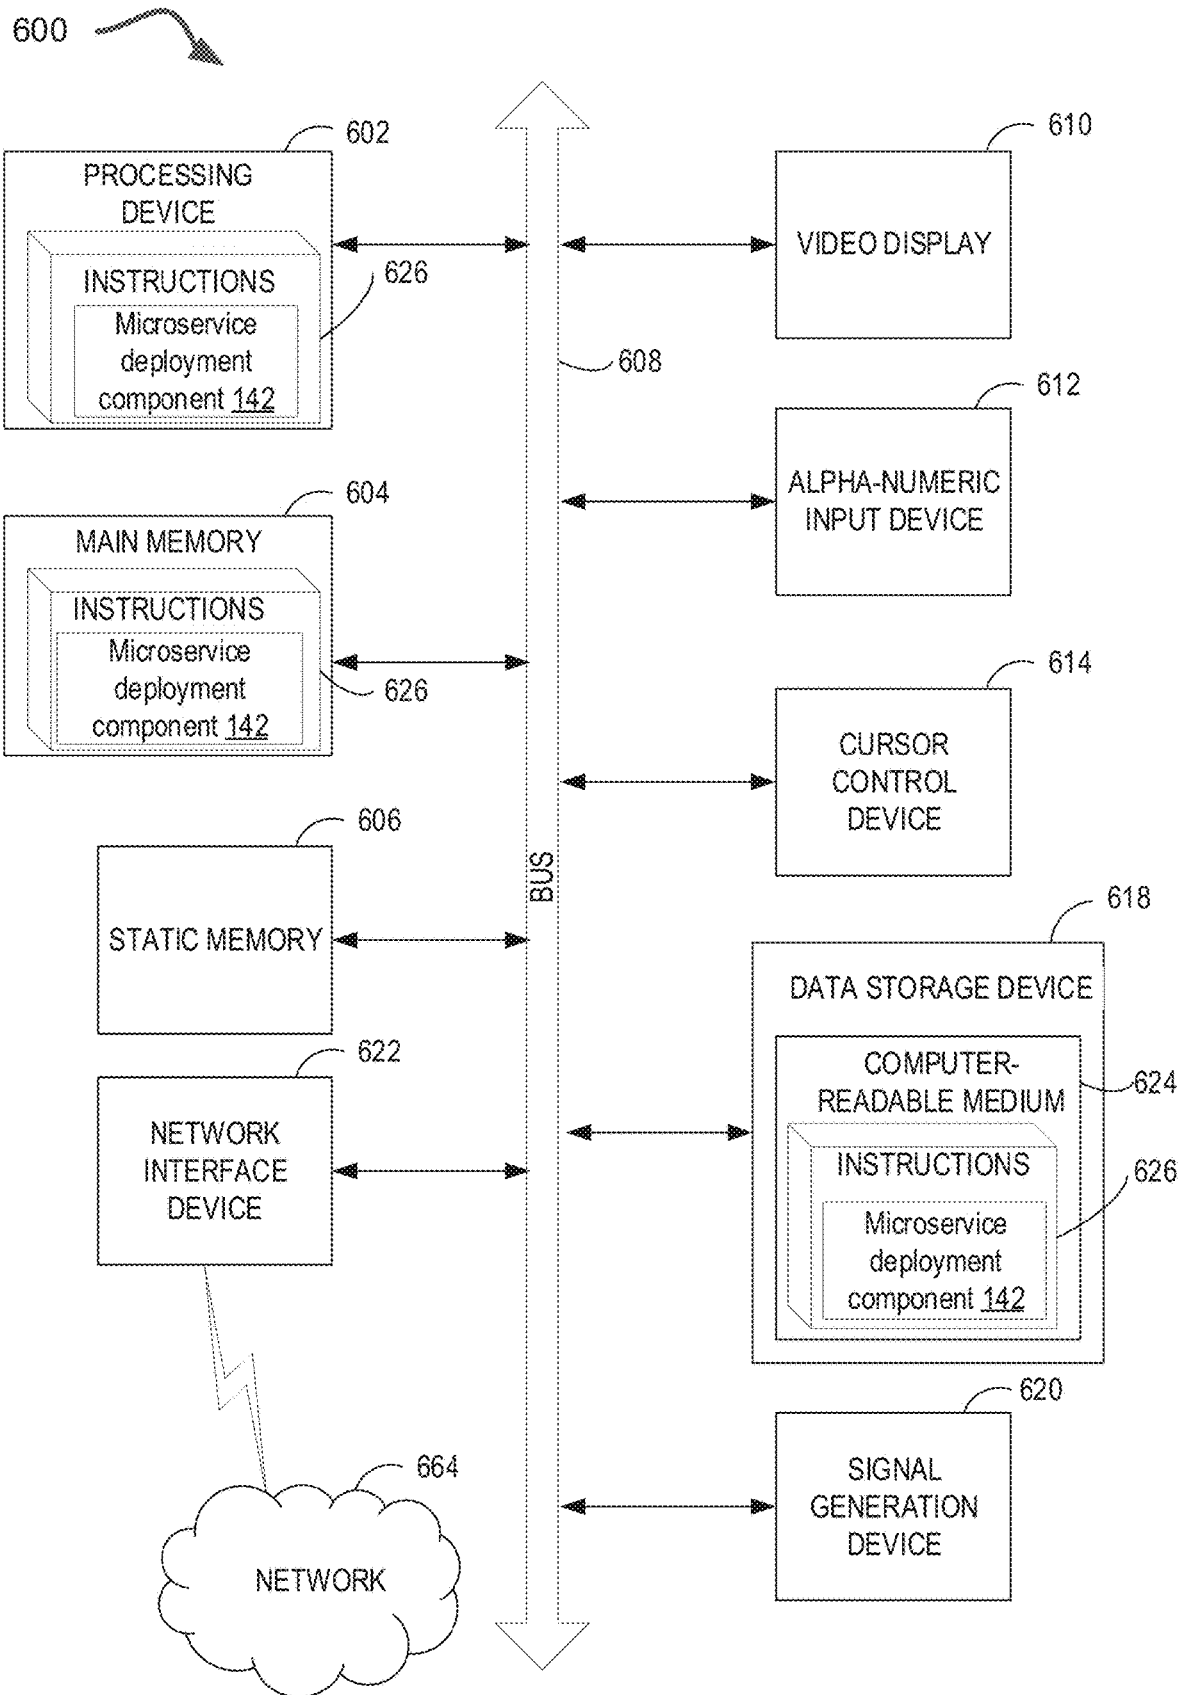 600
602
PROCESSING
DEVICE
INSTRUCTIONS
626
Microservice
deployment
component 142
604
MAIN MEMORY
INSTRUCTIONS
Microservice
deployment
component 142
626
606
STATIC MEMORY
622
NETWORK
INTERFACE
DEVICE
664
NETWORK
608
BUS
610
VIDEO DISPLAY
612
ALPHA-NUMERIC
INPUT DEVICE
614
CURSOR
CONTROL
DEVICE
618
DATA STORAGE DEVICE
COMPUTER-
READABLE MEDIUM
624
INSTRUCTIONS
626
Microservice
deployment
component 142
620
SIGNAL
GENERATION
DEVICE